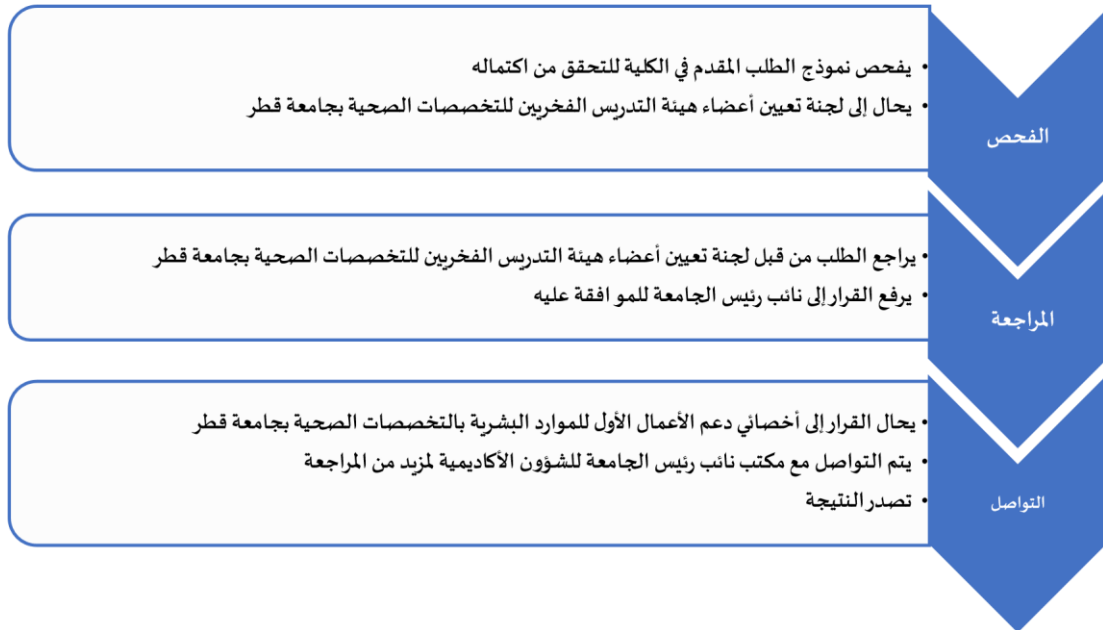 الفحص
• يفحص نموذج الطلب المقدم في الكلية للتحقق من اكتماله
• يحال إلى لجنة تعيين أعضاء هيئة التدريس الفخريين للتخصصات الصحية بجامعة قطر
المراجعة
• يراجع الطلب من قبل لجنة تعيين أعضاء هيئة التدريس الفخريين للتخصصات الصحية بجامعة قطر
• يرفع القرار إلى نائب رئيس الجامعة للموافقة عليه
التواصل
• يحال القرار إلى أخصائي دعم الأعمال الأول للموارد البشرية بالتخصصات الصحية بجامعة قطر
• يتم التواصل مع مكتب نائب رئيس الجامعة للشؤون الأكاديمية لمزيد من المراجعة
• تصدر النتيجة